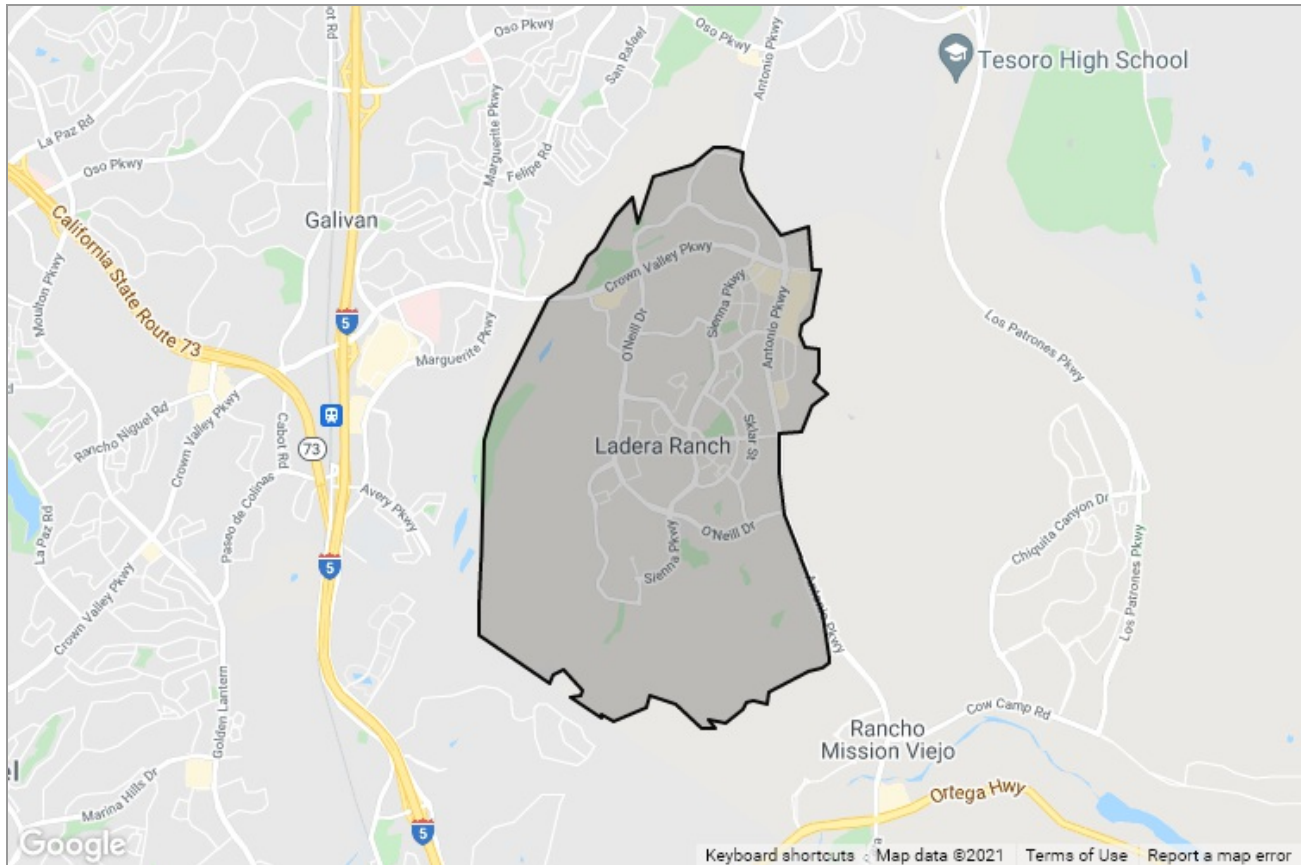 Cabot Rd
Oso Pkwy
San Rafael
Oso Pkwy
Antonio Pkwy
Tesoro High School
La Paz Rd
Oso Pkwy
Marguerite Pkwy
Felipe Rd
Galivan
California State Route 73
Moulton Pkwy
Crown Valley Pkwy
Sienna Pkwy
Antonio Pkwy
O'Neill Dr
5
Marguerite Pkwy
Los Patrones Pkwy
Rancho Niguel Rd
Crown Valley Pkwy
Cabot Rd
73
Ladera Ranch
Sklar St
La Paz Rd
Paseo de Colinas
Avery Pkwy
O'Neill Dr
Sienna Pkwy
Chiquita Canyon Dr
5
Antonio Pkwy
Los Patrones Pkwy
Crown Valley Pkwy
Golden Lantern
Cow Camp Rd
Rancho
Mission Viejo
Marina Hills Dr
Ortega Hwy
5
Google
Keyboard shortcuts
Map data ©2021
Terms of Use
Report a map error